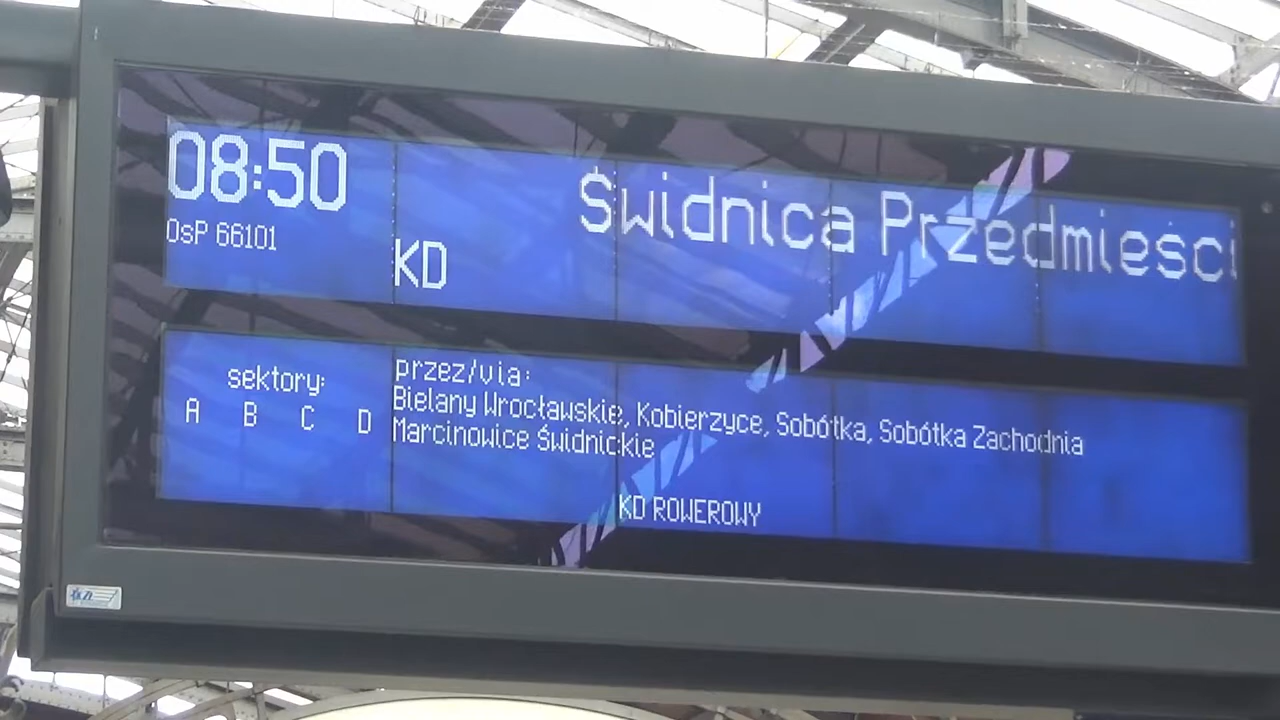 08:50
Świdnica Przedmieści
OsP 66101
KD
sektory:
A B C D
przez/via:
Bielany Wrocławskie, Kobierzyce, Sobótka, Sobótka Zachodnia
Marcinowice Świdnickie
KD ROWEROWY